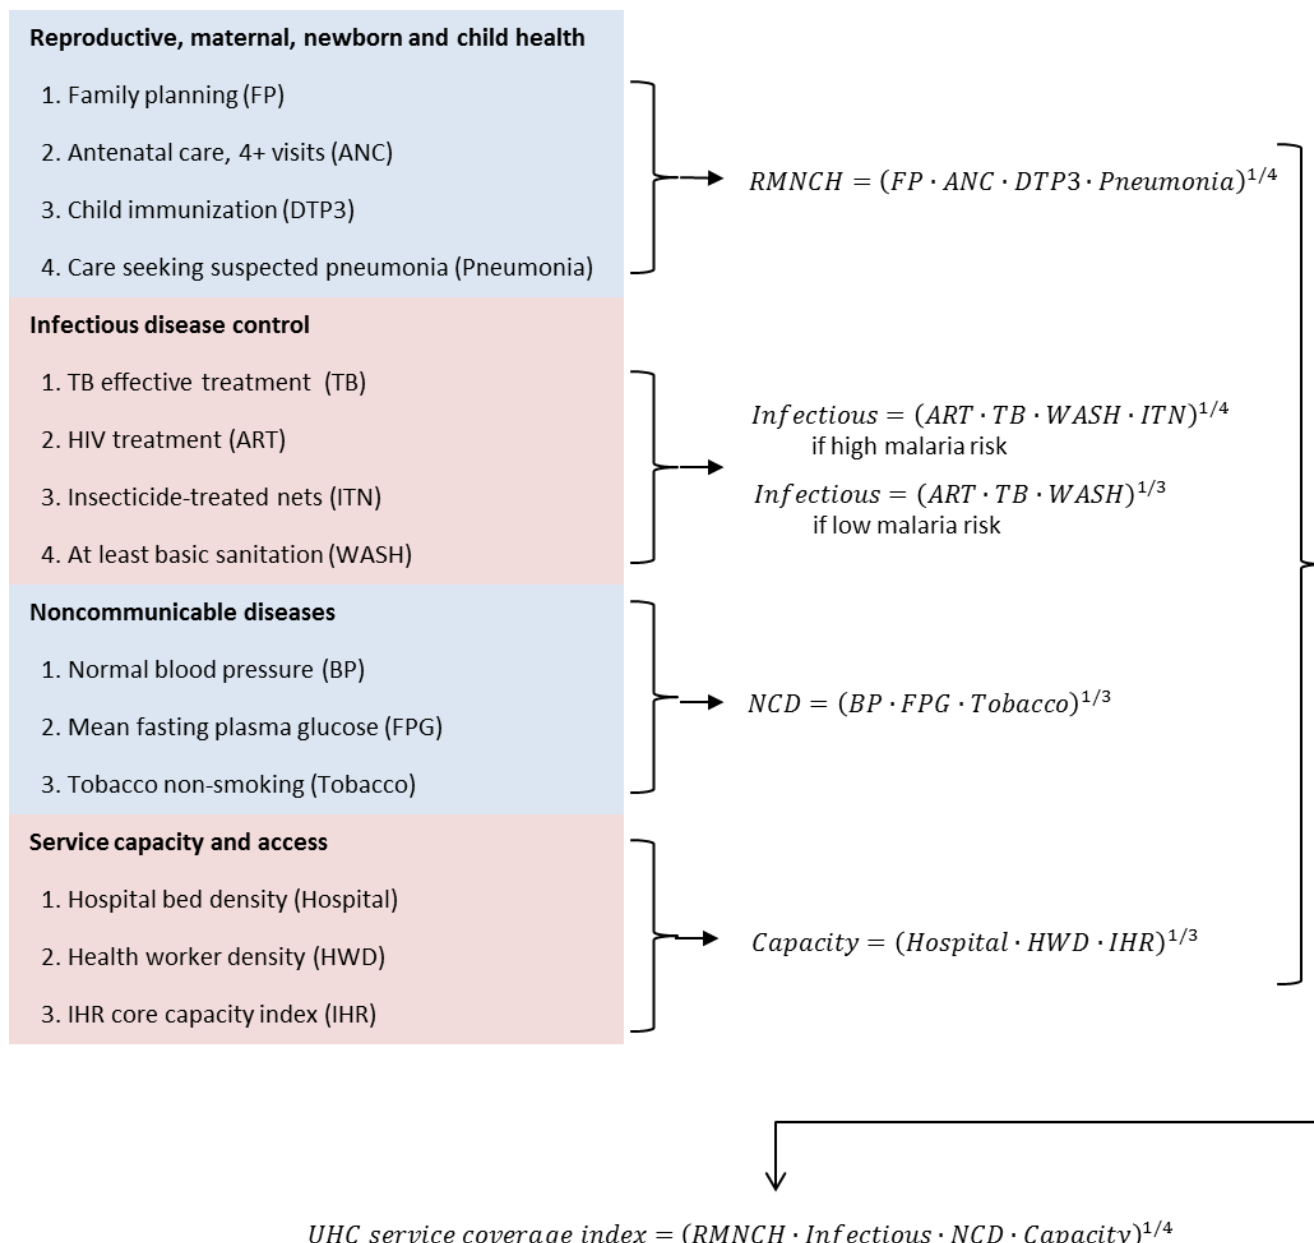 Reproductive, maternal, newborn and child health
1. Family planning (FP)
2. Antenatal care, 4+ visits (ANC)
3. Child immunization (DTP3)
4. Care seeking suspected pneumonia (Pneumonia)
RMNCH = (FP · ANC · DTP3 · Pneumonia)^{1/4}
Infectious disease control
1. TB effective treatment (TB)
2. HIV treatment (ART)
3. Insecticide-treated nets (ITN)
4. At least basic sanitation (WASH)
Infectious = (ART · TB · WASH · ITN)^{1/4}
if high malaria risk
Infectious = (ART · TB · WASH)^{1/3}
if low malaria risk
Noncommunicable diseases
1. Normal blood pressure (BP)
2. Mean fasting plasma glucose (FPG)
3. Tobacco non-smoking (Tobacco)
NCD = (BP · FPG · Tobacco)^{1/3}
Service capacity and access
1. Hospital bed density (Hospital)
2. Health worker density (HWD)
3. IHR core capacity index (IHR)
Capacity = (Hospital · HWD · IHR)^{1/3}
UHC service coverage index = (RMNCH · Infectious · NCD · Capacity)^{1/4}